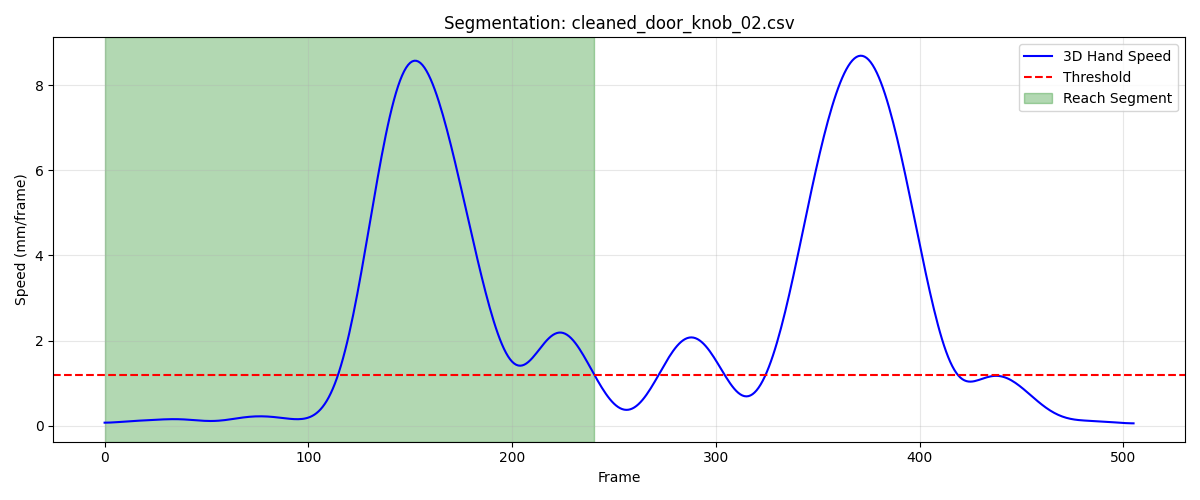 Segmentation: cleaned_door_knob_02.csv
3D Hand Speed
Threshold
Reach Segment
Speed (mm/frame)
8
6
4
2
0
0 100 200 300 400 500
Frame